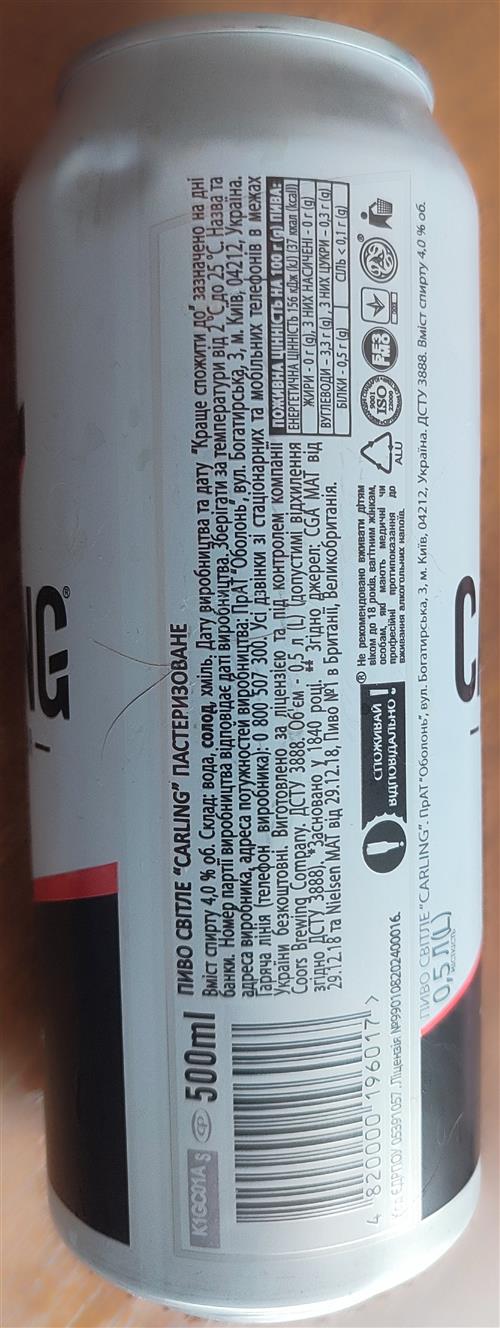 ПИВО СВІТЛЕ "CARLING" ПАСТЕРИЗОВАНЕ
Вміст спирту 4,0 % об. Склад: вода, солод, хміль. Дату виробництва та дату "Краще спожити до" зазначено на дні
банки. Номер партії виробництва відповідає даті виробництва. Зберігати за температури від 2 °С до 25 °С. Назва та
адреса виробника, адреса потужностей виробництва: ПрАТ "Оболонь", вул. Богатирська, 3, м. Київ, 04212, Україна.
Гаряча лінія (телефон виробника): 0 800 507 300. Усі дзвінки зі стаціонарних та мобільних телефонів в межах
України безкоштовні. Виготовлено за ліцензією та під контролем компанії
Coors Brewing Company. ДСТУ 3888. Об'єм - 0,5 л (L) (допустимі відхилення
згідно ДСТУ 3888). *Засновано у 1840 році. ** Згідно джерел: CGA MAT від
29.12.18 та Nielsen MAT від 29.12.18, Пиво №1 в Британії, Великобританія.
ПОЖИВНА ЦІННІСТЬ НА 100 г (g) ПИВА:
ЕНЕРГЕТИЧНА ЦІННІСТЬ 156 кДж (kJ) (37 ккал (kcal))
ЖИРИ - 0 г (g), З НИХ НАСИЧЕНІ - 0 г (g)
ВУГЛЕВОДИ – 3,3 г (g), З НИХ ЦУКРИ – 0,3 г (g)
БІЛКИ - 0,5 г (g) СІЛЬ < 0,1 г (g)
K1GC01A S
500ml
4 820000 196017 >
СПОЖИВАЙ
ВІДПОВІДАЛЬНО!
®
Не рекомендовано вживати дітям
віком до 18 років, вагітним жінкам,
особам, які мають медичні чи
професійні протипоказання до
вживання алкогольних напоїв.
ALU
9001
ISO
22000
БЕЗ
ГМО
®
ЄДРПОУ 05391057. Ліцензія №990108202400016.
ПИВО СВІТЛЕ "CARLING". ПрАТ "Оболонь", вул. Богатирська, 3, м. Київ, 04212, Україна. ДСТУ 3888. Вміст спирту 4,0 % об.
0,5 л(L)
МІСТКІСТЬ
NG
®
C